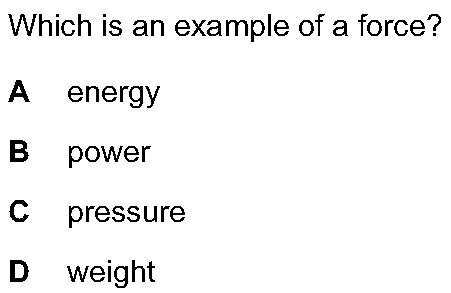 Which is an example of a force?
A energy
B power
C pressure
D weight